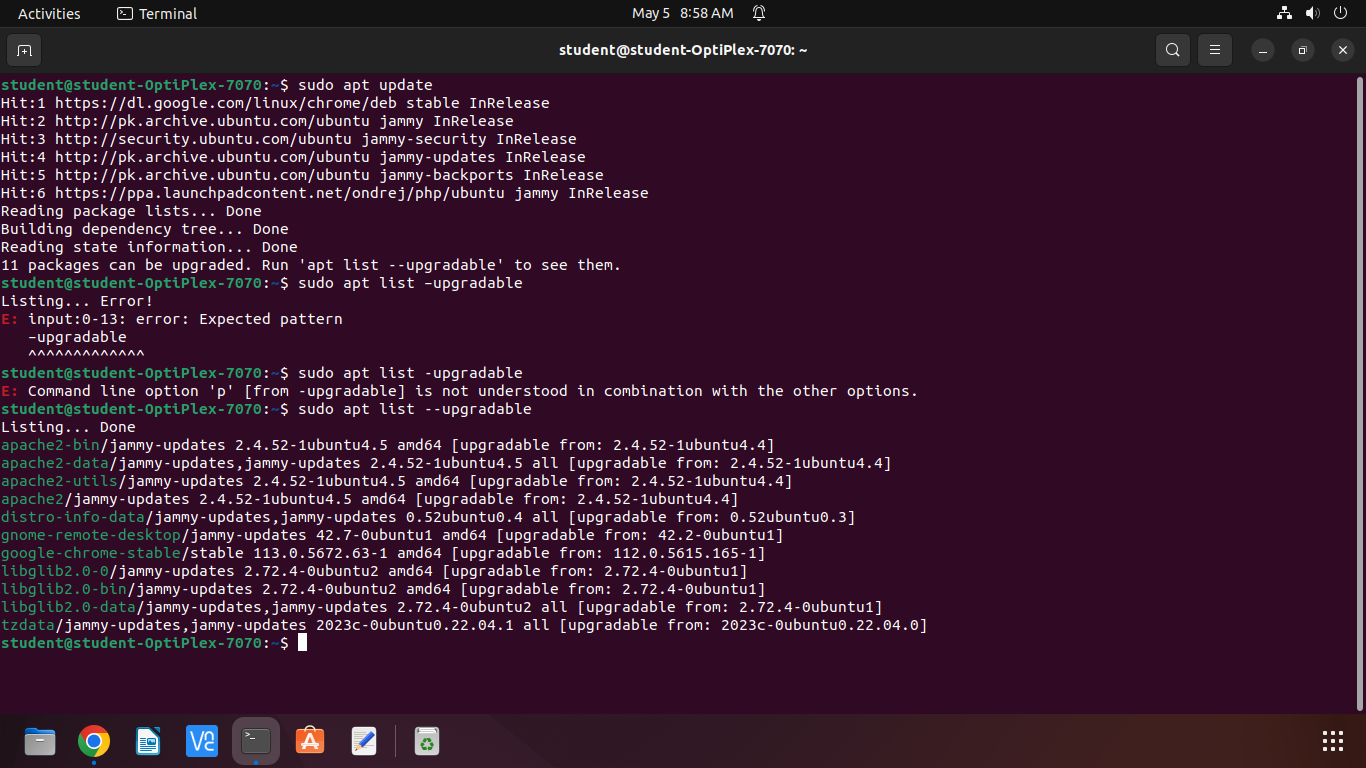 Activities Terminal May 5 8:58 AM
student@student-OptiPlex-7070: ~
student@student-OptiPlex-7070:~$ sudo apt update
Hit:1 https://dl.google.com/linux/chrome/deb stable InRelease
Hit:2 http://pk.archive.ubuntu.com/ubuntu jammy InRelease
Hit:3 http://security.ubuntu.com/ubuntu jammy-security InRelease
Hit:4 http://pk.archive.ubuntu.com/ubuntu jammy-updates InRelease
Hit:5 http://pk.archive.ubuntu.com/ubuntu jammy-backports InRelease
Hit:6 https://ppa.launchpadcontent.net/ondrej/php/ubuntu jammy InRelease
Reading package lists... Done
Building dependency tree... Done
Reading state information... Done
11 packages can be upgraded. Run 'apt list --upgradable' to see them.
student@student-OptiPlex-7070:~$ sudo apt list –upgradable
Listing... Error!
E: input:0-13: error: Expected pattern
–upgradable
^^^^^^^^^^^^^
student@student-OptiPlex-7070:~$ sudo apt list -upgradable
E: Command line option 'p' [from -upgradable] is not understood in combination with the other options.
student@student-OptiPlex-7070:~$ sudo apt list --upgradable
Listing... Done
apache2-bin/jammy-updates 2.4.52-1ubuntu4.5 amd64 [upgradable from: 2.4.52-1ubuntu4.4]
apache2-data/jammy-updates,jammy-updates 2.4.52-1ubuntu4.5 all [upgradable from: 2.4.52-1ubuntu4.4]
apache2-utils/jammy-updates 2.4.52-1ubuntu4.5 amd64 [upgradable from: 2.4.52-1ubuntu4.4]
apache2/jammy-updates 2.4.52-1ubuntu4.5 amd64 [upgradable from: 2.4.52-1ubuntu4.4]
distro-info-data/jammy-updates,jammy-updates 0.52ubuntu0.4 all [upgradable from: 0.52ubuntu0.3]
gnome-remote-desktop/jammy-updates 42.7-0ubuntu1 amd64 [upgradable from: 42.2-0ubuntu1]
google-chrome-stable/stable 113.0.5672.63-1 amd64 [upgradable from: 112.0.5615.165-1]
libglib2.0-0/jammy-updates 2.72.4-0ubuntu2 amd64 [upgradable from: 2.72.4-0ubuntu1]
libglib2.0-bin/jammy-updates 2.72.4-0ubuntu2 amd64 [upgradable from: 2.72.4-0ubuntu1]
libglib2.0-data/jammy-updates,jammy-updates 2.72.4-0ubuntu2 all [upgradable from: 2.72.4-0ubuntu1]
tzdata/jammy-updates,jammy-updates 2023c-0ubuntu0.22.04.1 all [upgradable from: 2023c-0ubuntu0.22.04.0]
student@student-OptiPlex-7070:~$